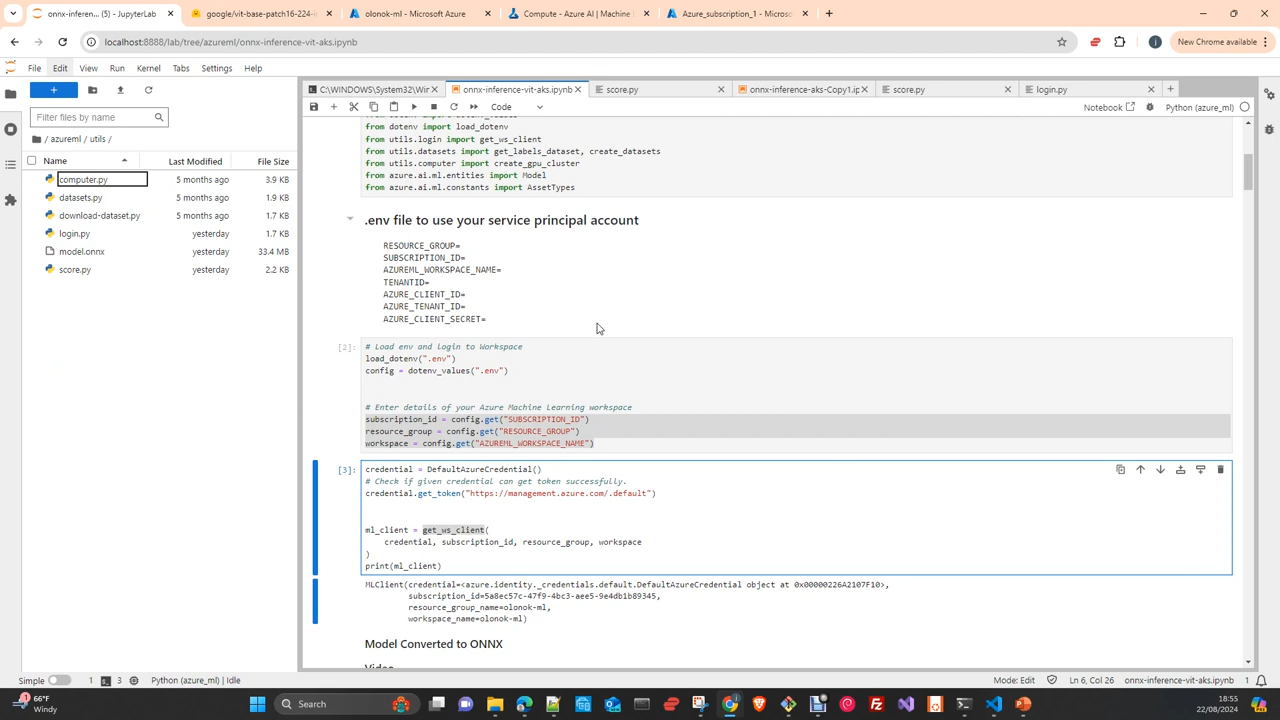 onnx-inferen... (5) - JupyterLab
google/vit-base-patch16-224-i
olonok-ml - Microsoft Azure
Compute - Azure AI | Machine
Azure_subscription_1 - Microso
localhost:8888/lab/tree/azureml/onnx-inference-vit-aks.ipynb
New Chrome available
File Edit View Run Kernel Tabs Settings Help
C:\WINDOWS\System32\Wir
onnx-inference-vit-aks.ipynb
score.py
onnx-inference-aks-Copy1.ip
score.py
login.py
Code
Notebook
Python (azure_ml)
Filter files by name
/ azureml / utils /
Name Last Modified File Size
computer.py 5 months ago 3.9 KB
datasets.py 5 months ago 1.9 KB
download-dataset.py 5 months ago 1.7 KB
login.py yesterday 1.7 KB
model.onnx yesterday 33.4 MB
score.py yesterday 2.2 KB
from dotenv import load_dotenv
from utils.login import get_ws_client
from utils.datasets import get_labels_dataset, create_datasets
from utils.computer import create_gpu_cluster
from azure.ai.ml.entities import Model
from azure.ai.ml.constants import AssetTypes
.env file to use your service principal account
RESOURCE_GROUP=
SUBSCRIPTION_ID=
AZUREML_WORKSPACE_NAME=
TENANTID=
AZURE_CLIENT_ID=
AZURE_TENANT_ID=
AZURE_CLIENT_SECRET=
[2]: # Load env and login to Workspace
load_dotenv(".env")
config = dotenv_values(".env")
# Enter details of your Azure Machine Learning workspace
subscription_id = config.get("SUBSCRIPTION_ID")
resource_group = config.get("RESOURCE_GROUP")
workspace = config.get("AZUREML_WORKSPACE_NAME")
[3]: credential = DefaultAzureCredential()
# Check if given credential can get token successfully.
credential.get_token("https://management.azure.com/.default")
ml_client = get_ws_client(
credential, subscription_id, resource_group, workspace
)
print(ml_client)
MLClient(credential=<azure.identity._credentials.default.DefaultAzureCredential object at 0x00000226A2107F10>,
subscription_id=5a8ec57c-47f9-4bc3-aee5-9e4db1b89345,
resource_group_name=olonok-ml,
workspace_name=olonok-ml)
Model Converted to ONNX
Video
Simple 1 3 Python (azure_ml) | Idle
Mode: Edit Ln 6, Col 26 onnx-inference-vit-aks.ipynb 1
66°F
Windy
Search
18:55
22/08/2024